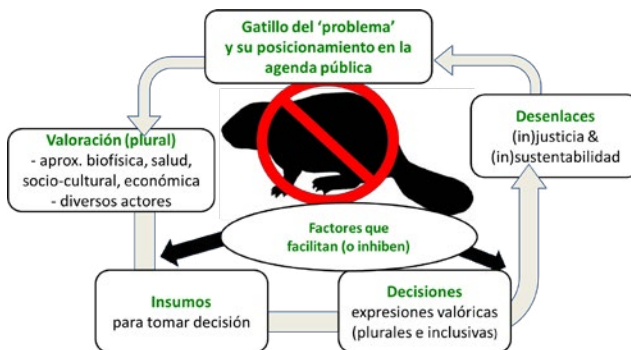 Gatillo del 'problema'
y su posicionamiento en la
agenda pública
Valoración (plural)
- aprox. biofísica, salud,
socio-cultural, económica
- diversos actores
Insumos
para tomar decisión
Factores que
facilitan (o inhiben)
Decisiones
expresiones valóricas
(plurales e inclusivas)
Desenlaces
(in)justicia &
(in)sustentabilidad